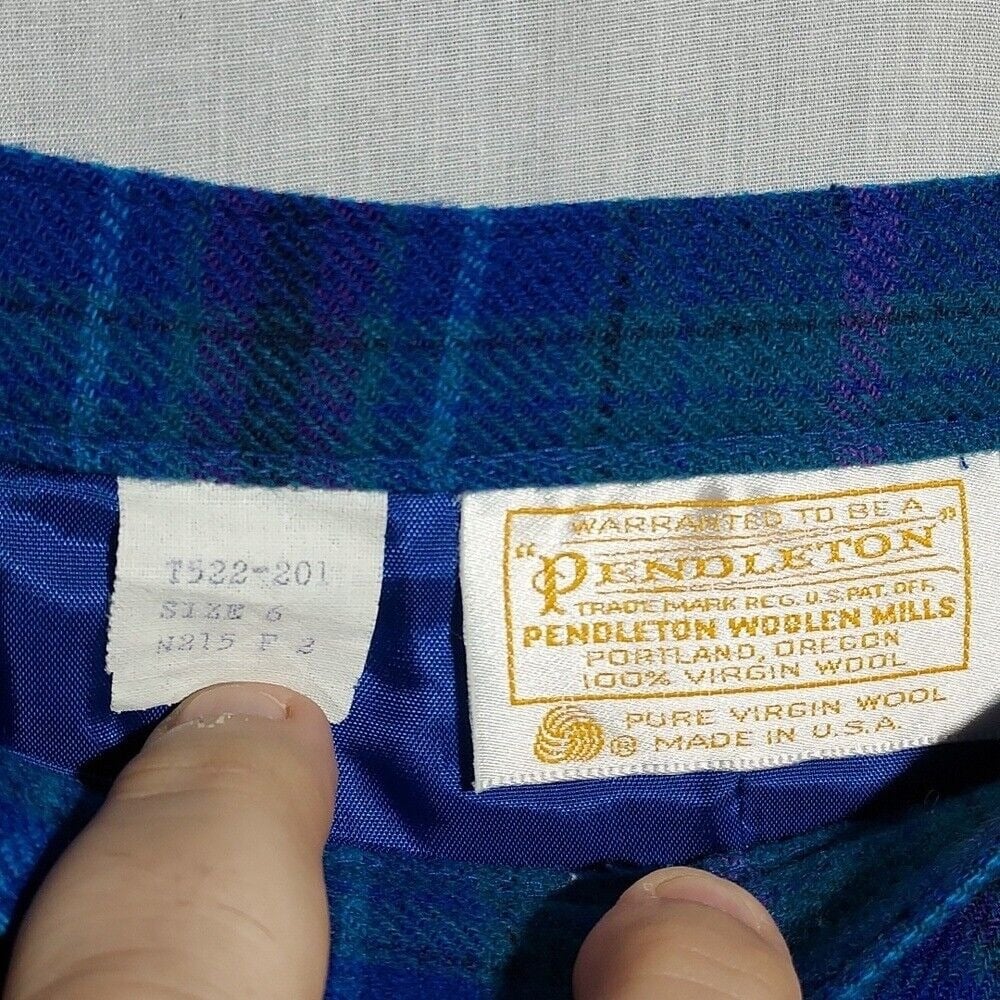 T522-201
SIZE 6
N215 F 2
WARRANTED TO BE A
"PENDLETON"
TRADE MARK REG. U.S. PAT. OFF.
PENDLETON WOOLEN MILLS
PORTLAND, OREGON
100% VIRGIN WOOL
PURE VIRGIN WOOL
® MADE IN U.S.A.